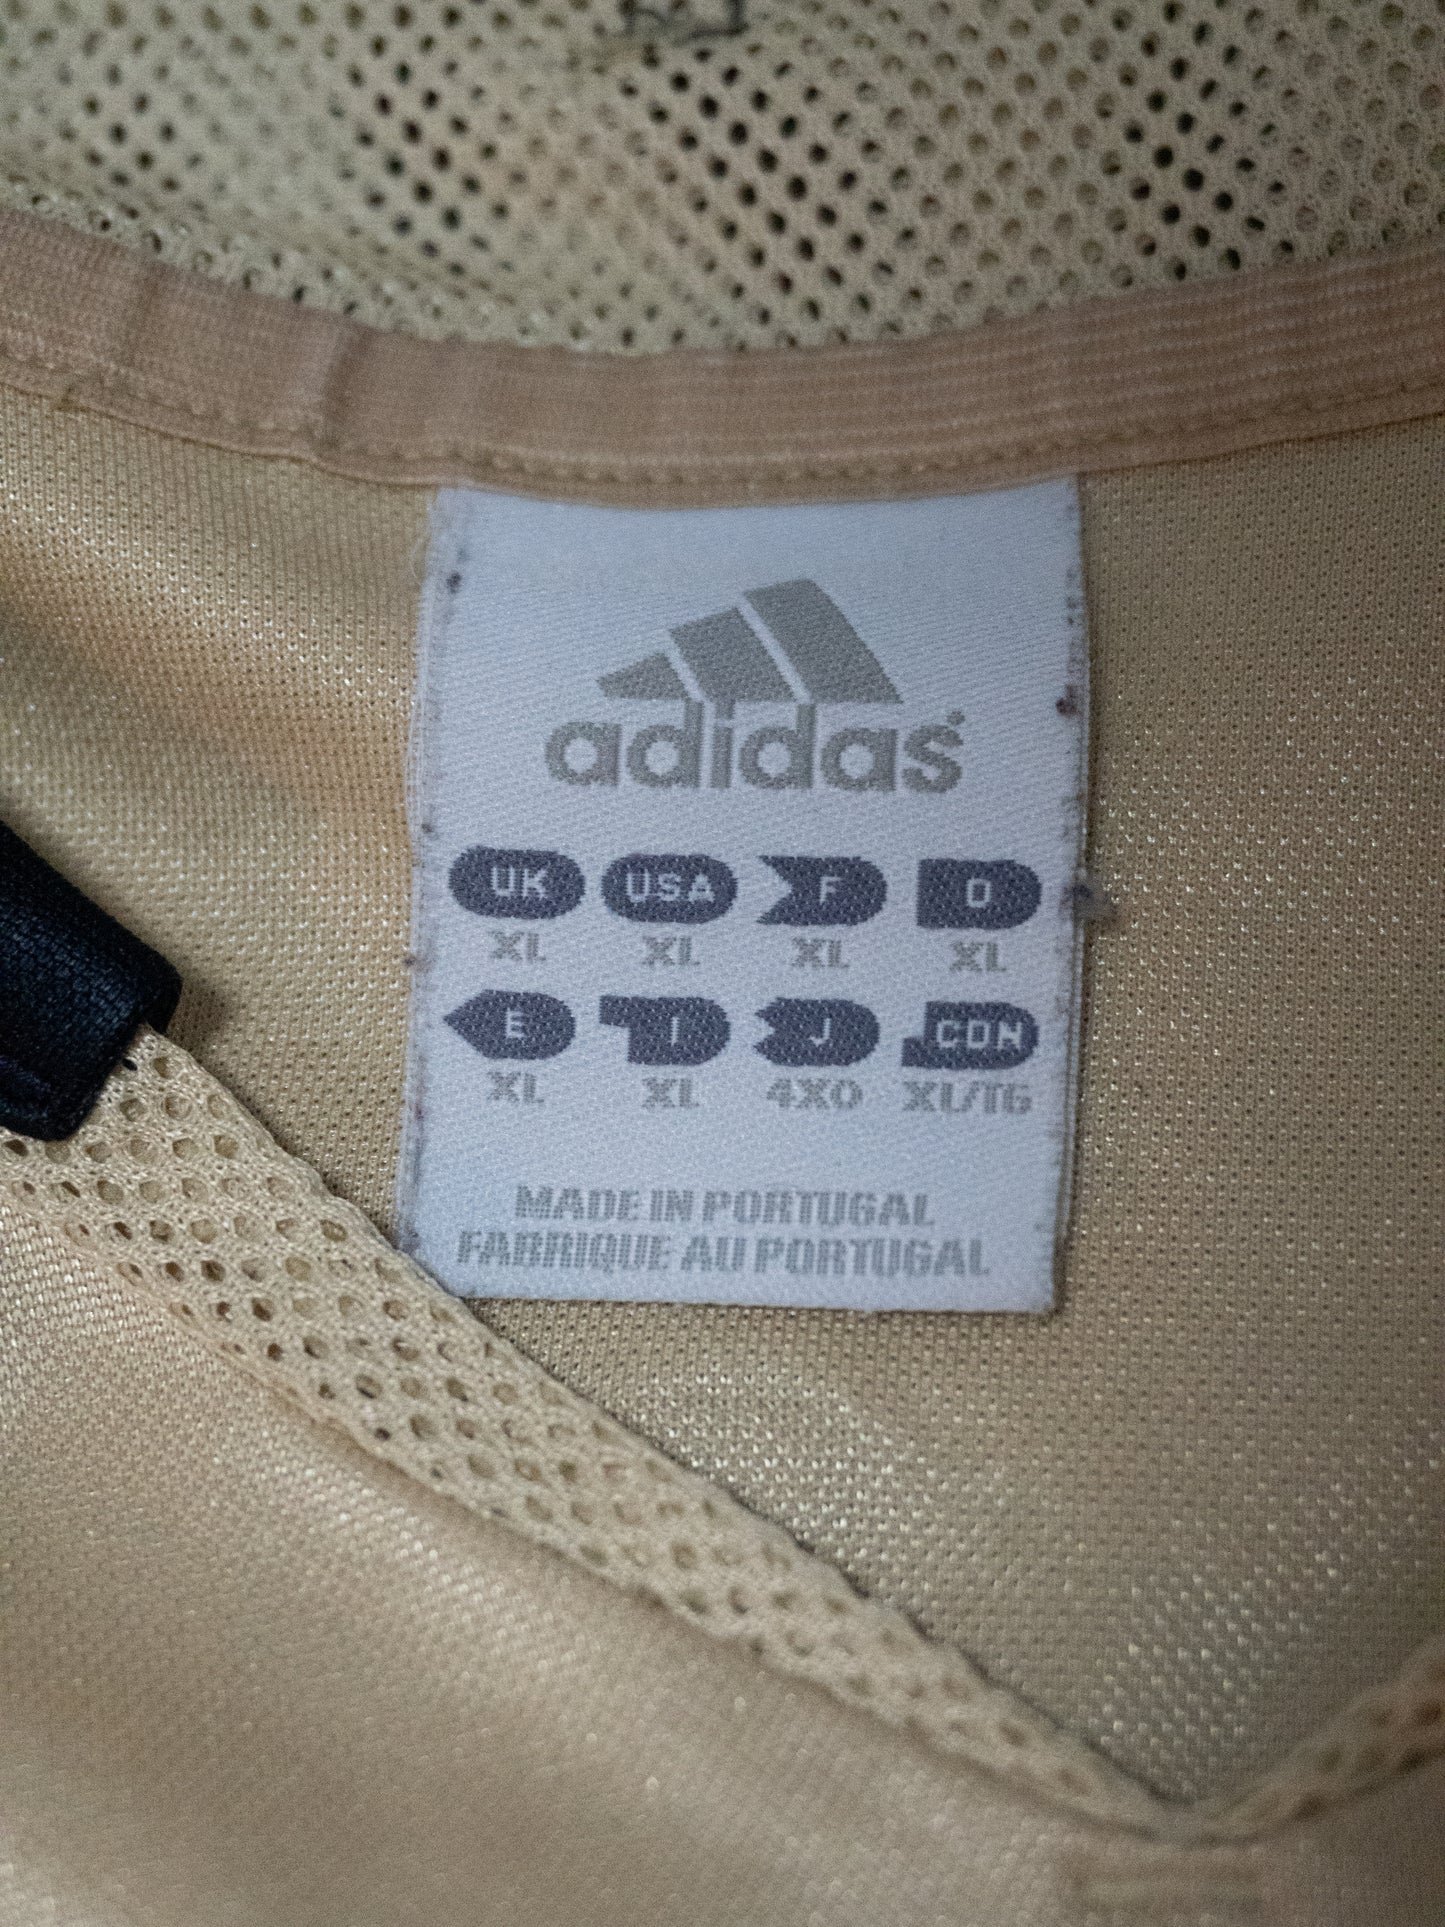 adidas
UK USA F D
XL XL XL XL
E I J CDN
XL XL 4XO XL/TG
MADE IN PORTUGAL
FABRIQUE AU PORTUGAL